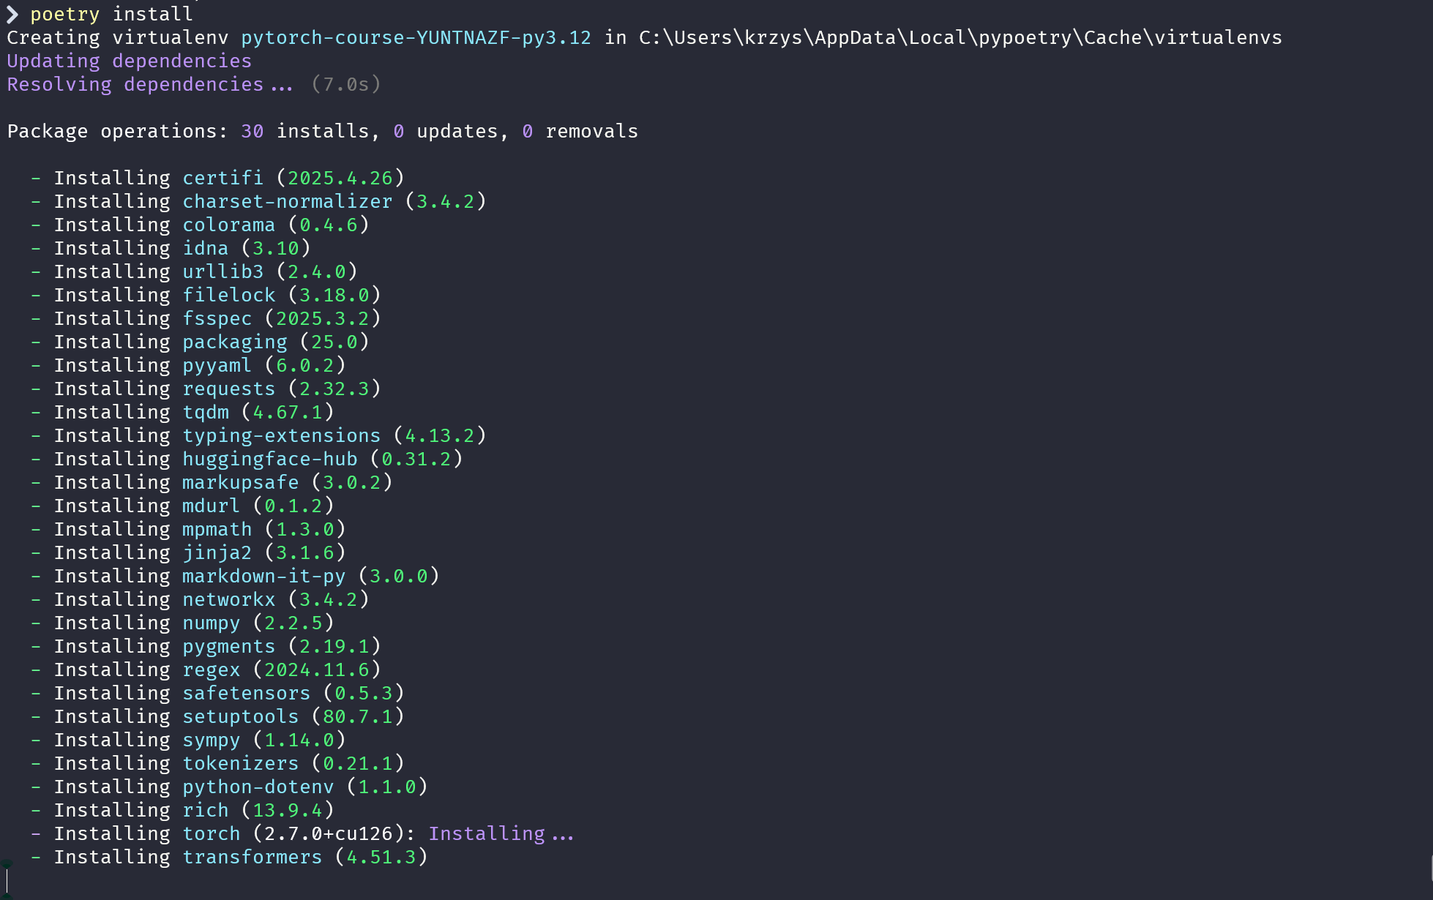 ❯ poetry install
Creating virtualenv pytorch-course-YUNTNAZF-py3.12 in C:\Users\krzys\AppData\Local\pypoetry\Cache\virtualenvs
Updating dependencies
Resolving dependencies... (7.0s)
Package operations: 30 installs, 0 updates, 0 removals
- Installing certifi (2025.4.26)
- Installing charset-normalizer (3.4.2)
- Installing colorama (0.4.6)
- Installing idna (3.10)
- Installing urllib3 (2.4.0)
- Installing filelock (3.18.0)
- Installing fsspec (2025.3.2)
- Installing packaging (25.0)
- Installing pyyaml (6.0.2)
- Installing requests (2.32.3)
- Installing tqdm (4.67.1)
- Installing typing-extensions (4.13.2)
- Installing huggingface-hub (0.31.2)
- Installing markupsafe (3.0.2)
- Installing mdurl (0.1.2)
- Installing mpmath (1.3.0)
- Installing jinja2 (3.1.6)
- Installing markdown-it-py (3.0.0)
- Installing networkx (3.4.2)
- Installing numpy (2.2.5)
- Installing pygments (2.19.1)
- Installing regex (2024.11.6)
- Installing safetensors (0.5.3)
- Installing setuptools (80.7.1)
- Installing sympy (1.14.0)
- Installing tokenizers (0.21.1)
- Installing python-dotenv (1.1.0)
- Installing rich (13.9.4)
- Installing torch (2.7.0+cu126): Installing...
- Installing transformers (4.51.3)